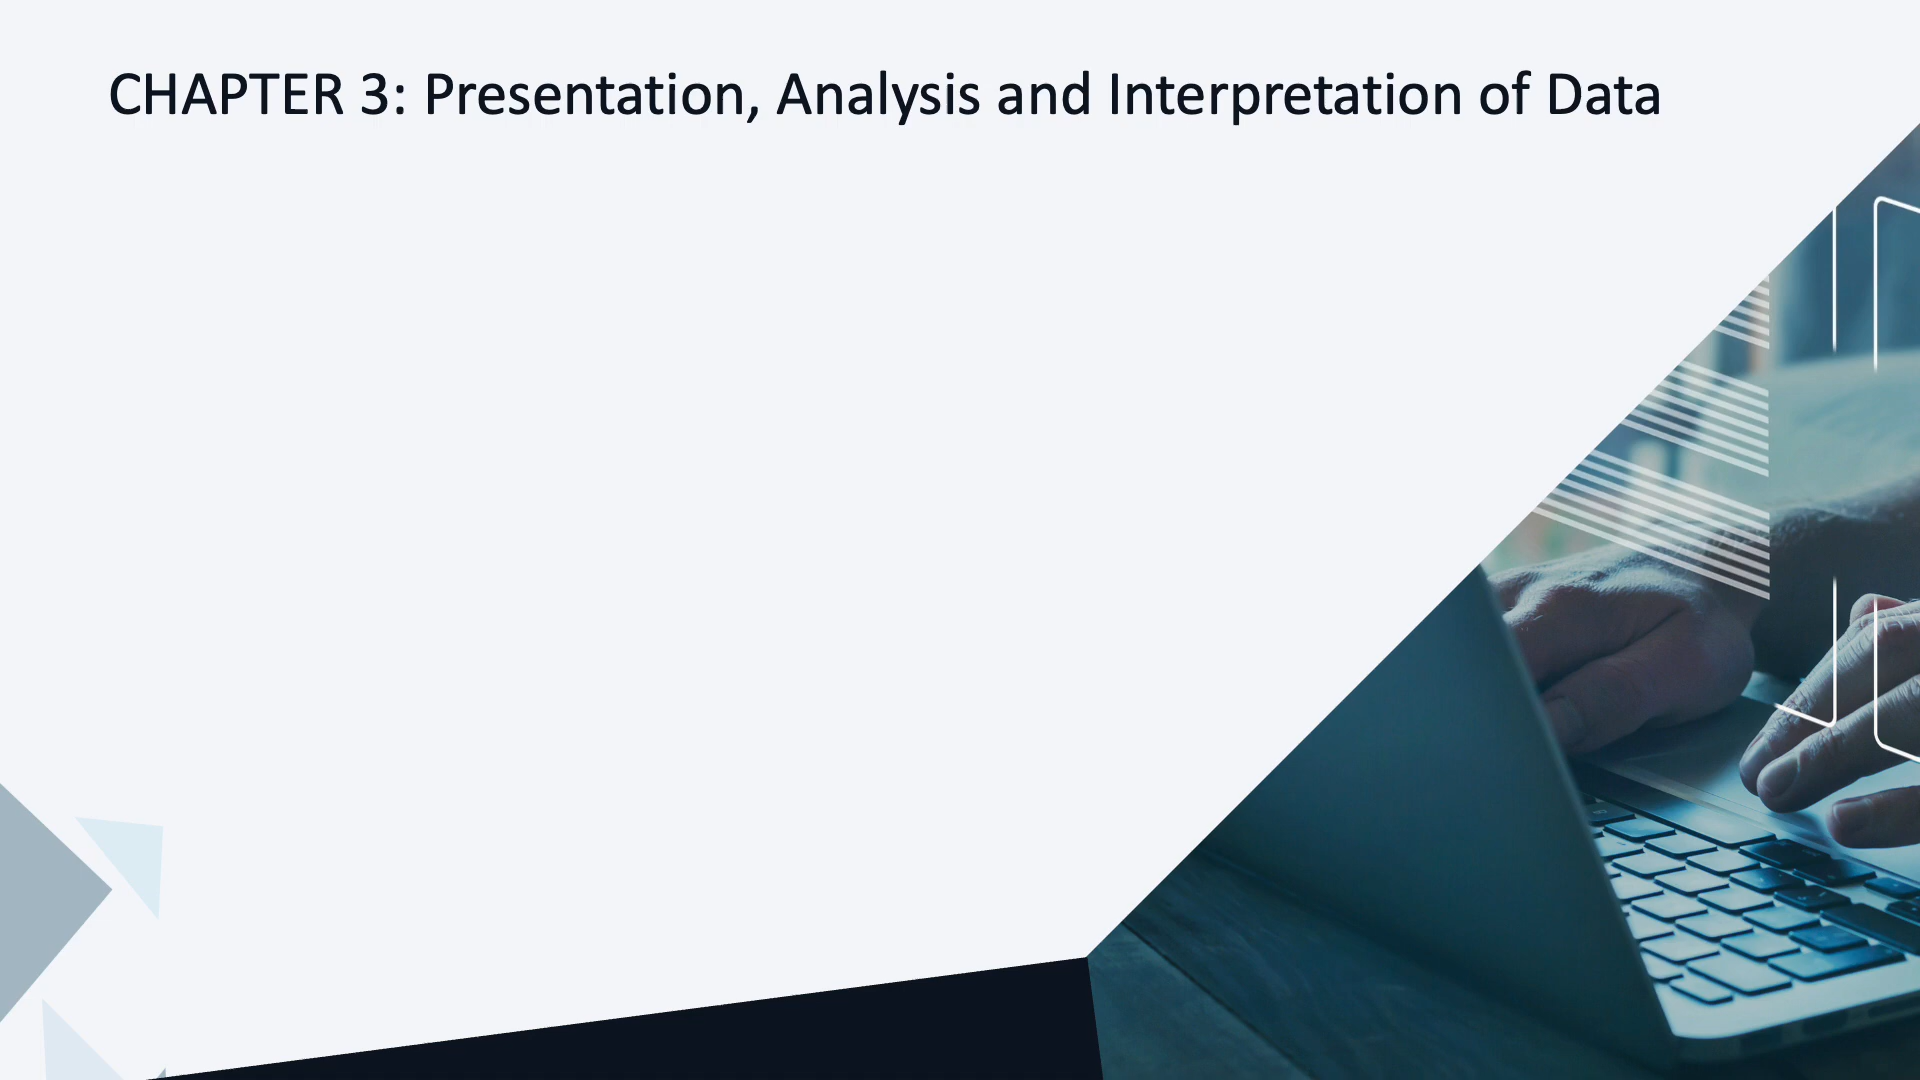 CHAPTER 3: Presentation, Analysis and Interpretation of Data